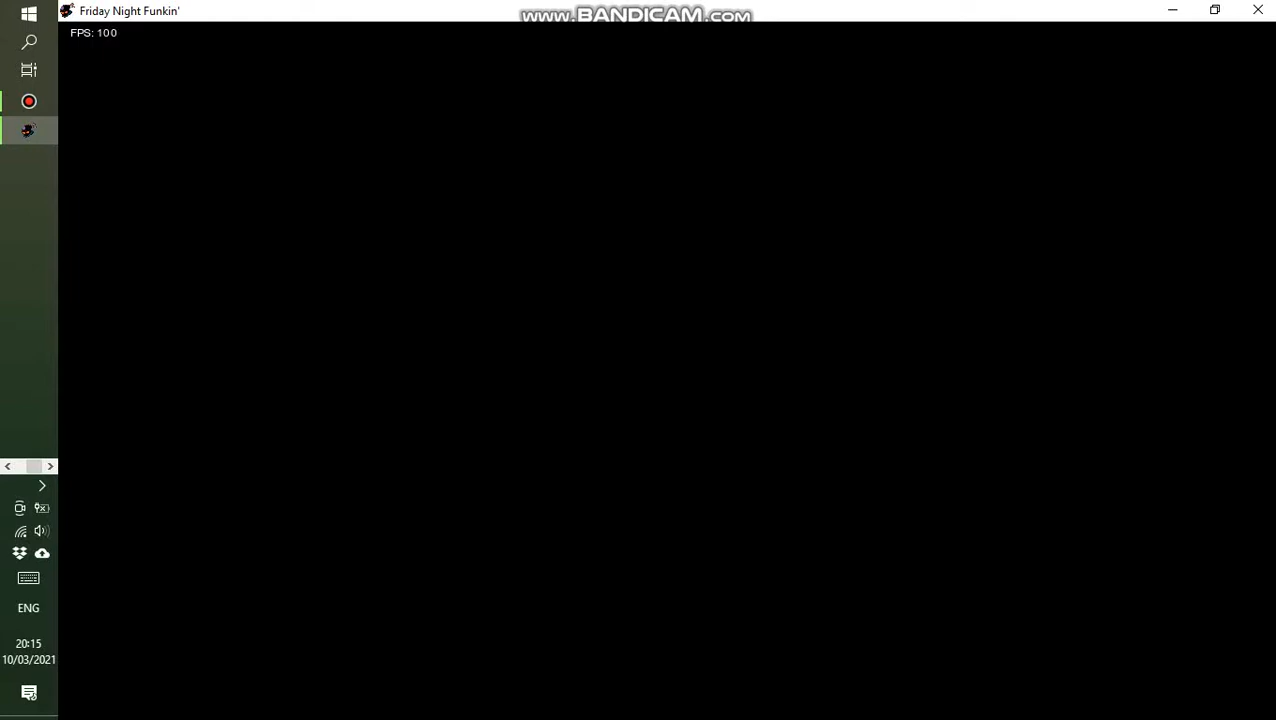 Friday Night Funkin'
www.BANDICAM.com
FPS: 100
ENG
20:15
10/03/2021